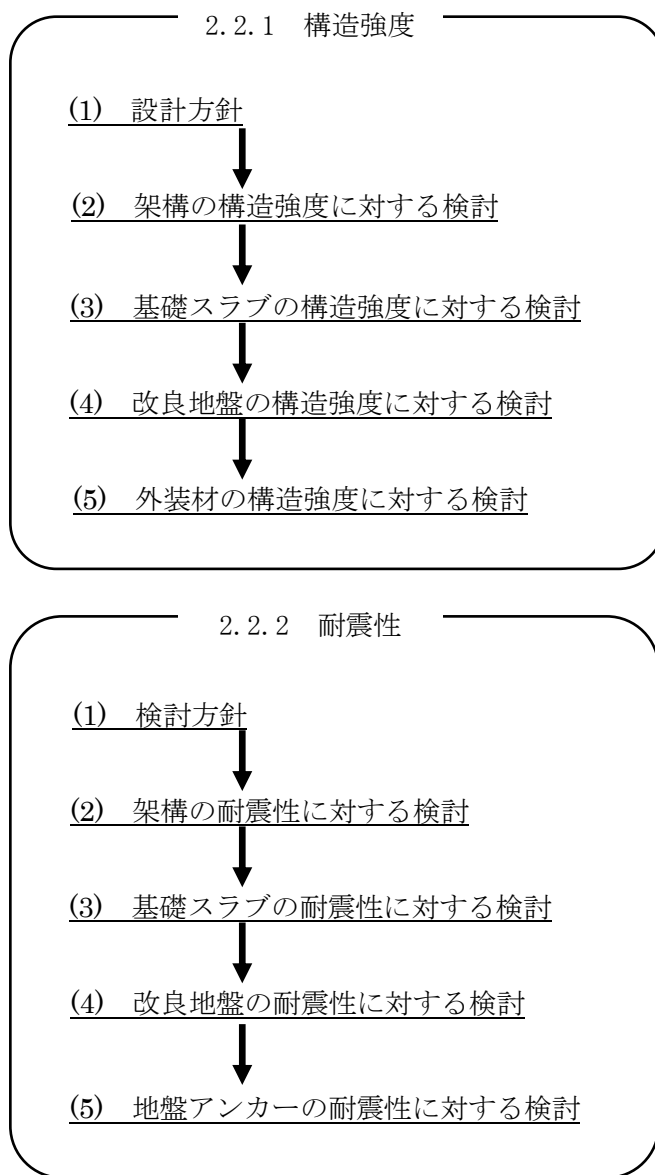 2.2.1 構造強度
(1) 設計方針
(2) 架構の構造強度に対する検討
(3) 基礎スラブの構造強度に対する検討
(4) 改良地盤の構造強度に対する検討
(5) 外装材の構造強度に対する検討
2.2.2 耐震性
(1) 検討方針
(2) 架構の耐震性に対する検討
(3) 基礎スラブの耐震性に対する検討
(4) 改良地盤の耐震性に対する検討
(5) 地盤アンカーの耐震性に対する検討